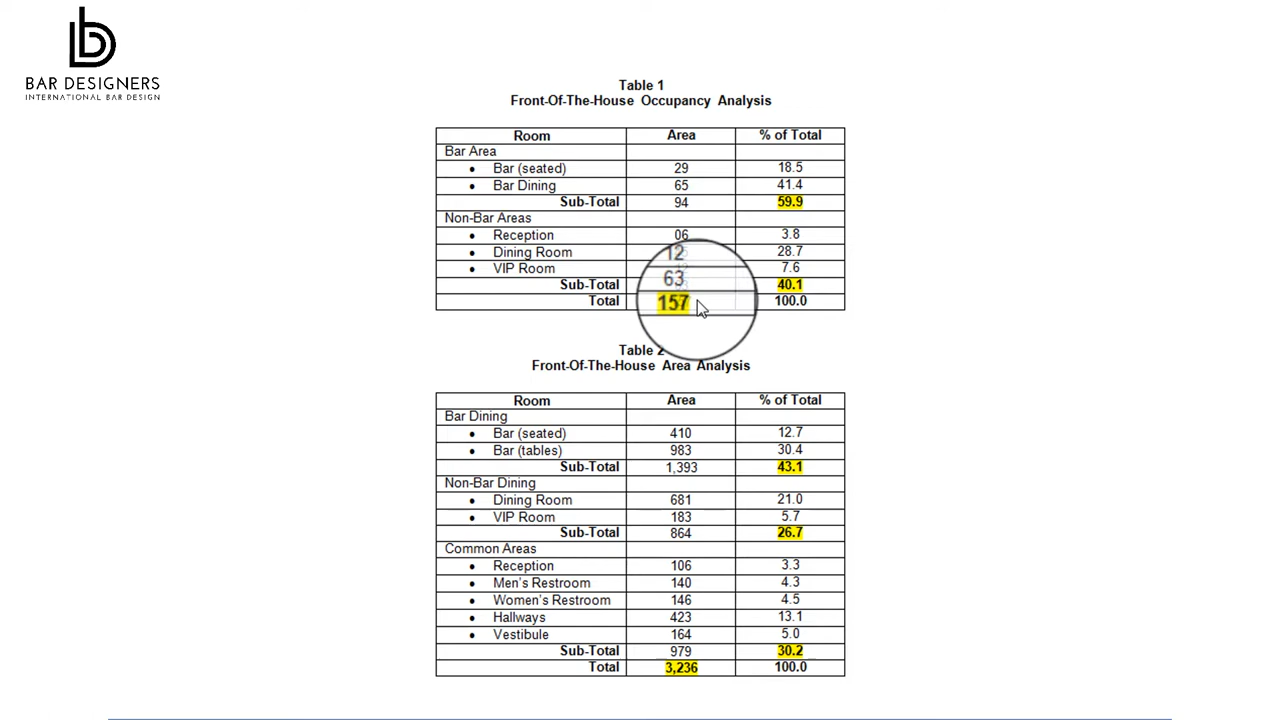 BAR DESIGNERS
INTERNATIONAL BAR DESIGN
Table 1
Front-Of-The-House Occupancy Analysis
Room Area % of Total
Bar Area
• Bar (seated) 29 18.5
• Bar Dining 65 41.4
Sub-Total 94 59.9
Non-Bar Areas
• Reception 06 3.8
• Dining Room 28.7
• VIP Room 12 7.6
Sub-Total 63 40.1
Total 157 100.0
Table 2
Front-Of-The-House Area Analysis
Room Area % of Total
Bar Dining
• Bar (seated) 410 12.7
• Bar (tables) 983 30.4
Sub-Total 1,393 43.1
Non-Bar Dining
• Dining Room 681 21.0
• VIP Room 183 5.7
Sub-Total 864 26.7
Common Areas
• Reception 106 3.3
• Men's Restroom 140 4.3
• Women's Restroom 146 4.5
• Hallways 423 13.1
• Vestibule 164 5.0
Sub-Total 979 30.2
Total 3,236 100.0